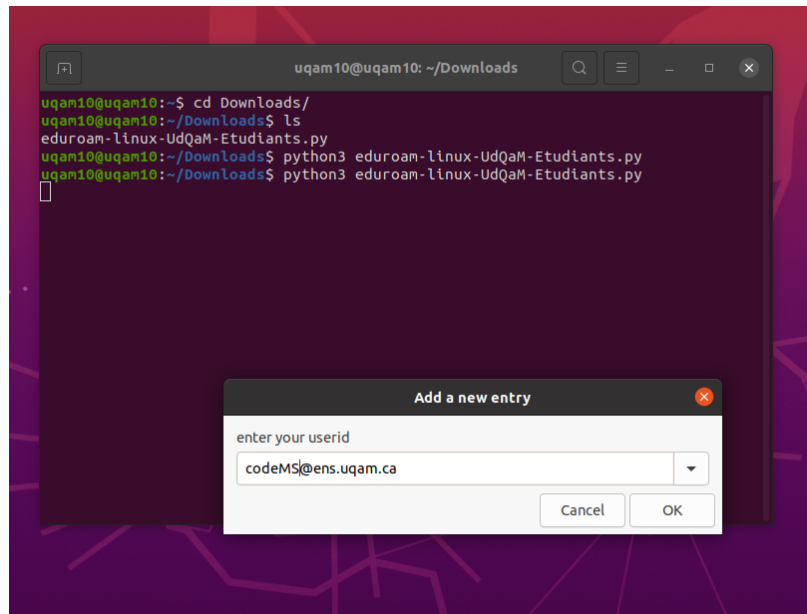 uqam10@uqam10: ~/Downloads
uqam10@uqam10:~$ cd Downloads/
uqam10@uqam10:~/Downloads$ ls
eduroam-linux-UdQaM-Etudiants.py
uqam10@uqam10:~/Downloads$ python3 eduroam-linux-UdQaM-Etudiants.py
uqam10@uqam10:~/Downloads$ python3 eduroam-linux-UdQaM-Etudiants.py
Add a new entry
enter your userid
codeMS@ens.uqam.ca
Cancel OK